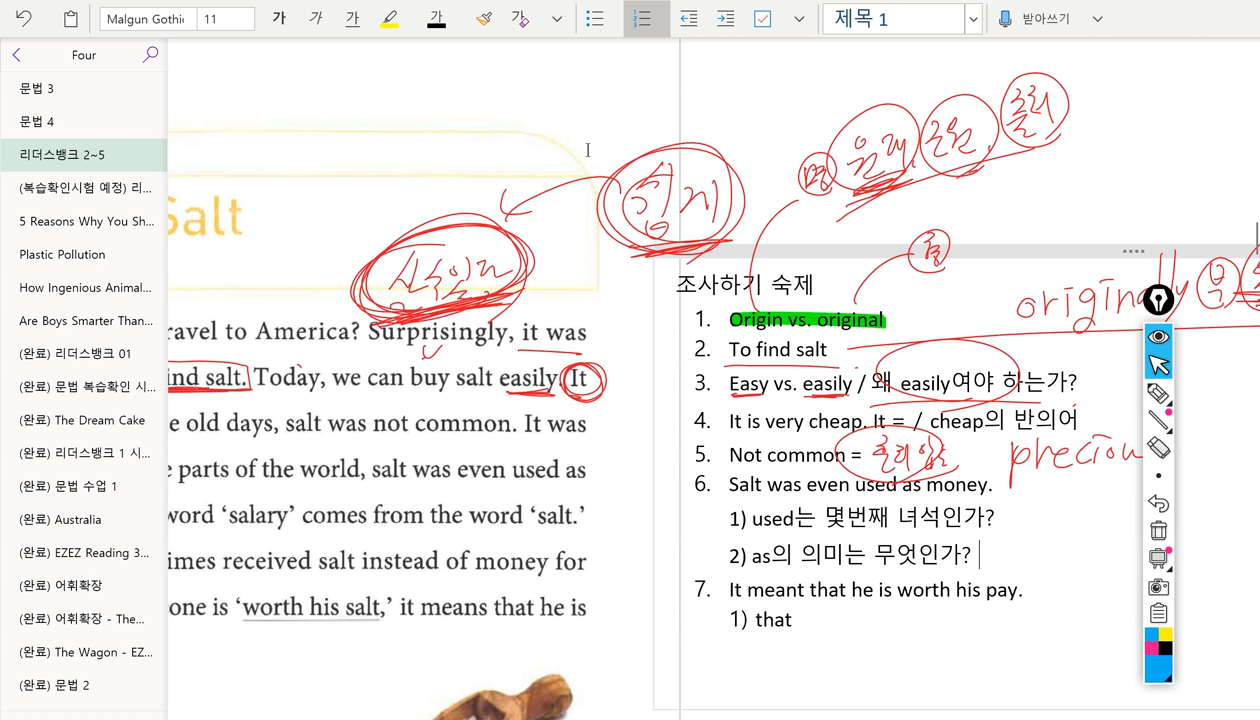 Malgun Gothic
11
가 가 가 가 가
제목 1
받아쓰기
Four
문법 3
문법 4
리더스뱅크 2~5
(복습확인시험 예정) 리...
5 Reasons Why You Sh...
Plastic Pollution
How Ingenious Animal...
Are Boys Smarter Than...
(완료) 리더스뱅크 01
(완료) 문법 복습확인 시...
(완료) The Dream Cake
(완료) 리더스뱅크 1 시...
(완료) 문법 수업 1
(완료) Australia
(완료) EZEZ Reading 3...
(완료) 어휘확장
(완료) 어휘확장 - The...
(완료) The Wagon - EZ...
(완료) 문법 2
Salt
ravel to America? Surprisingly, it was
ind salt. Today, we can buy salt easily. It
e old days, salt was not common. It was
e parts of the world, salt was even used as
word ‘salary’ comes from the word ‘salt.’
imes received salt instead of money for
one is ‘worth his salt,’ it means that he is
쉽게
명
출처
형
originally 부
조사하기 숙제
1. Origin vs. original
2. To find salt
3. Easy vs. easily / 왜 easily여야 하는가?
4. It is very cheap. It = / cheap의 반의어
preciou
5. Not common =
6. Salt was even used as money.
1) used는 몇번째 녀석인가?
2) as의 의미는 무엇인가?
7. It meant that he is worth his pay.
1) that